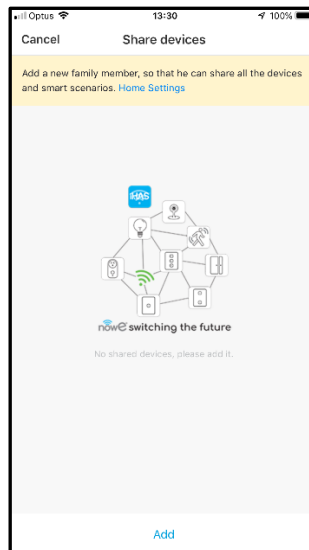 Optus 13:30 100%
Cancel Share devices
Add a new family member, so that he can share all the devices
and smart scenarios. Home Settings
iHAS
nowe switching the future
No shared devices, please add it.
Add